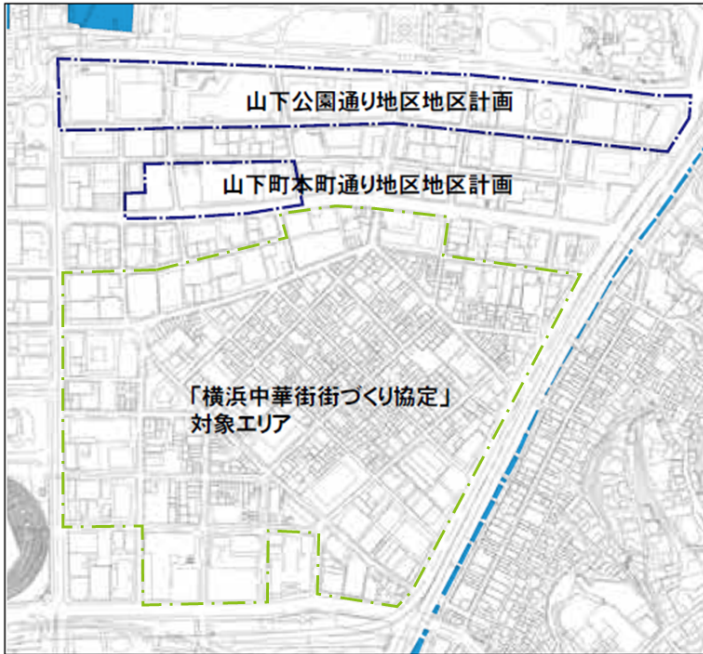 山下公園通り地区地区計画
山下町本町通り地区地区計画
「横浜中華街街づくり協定」
対象エリア